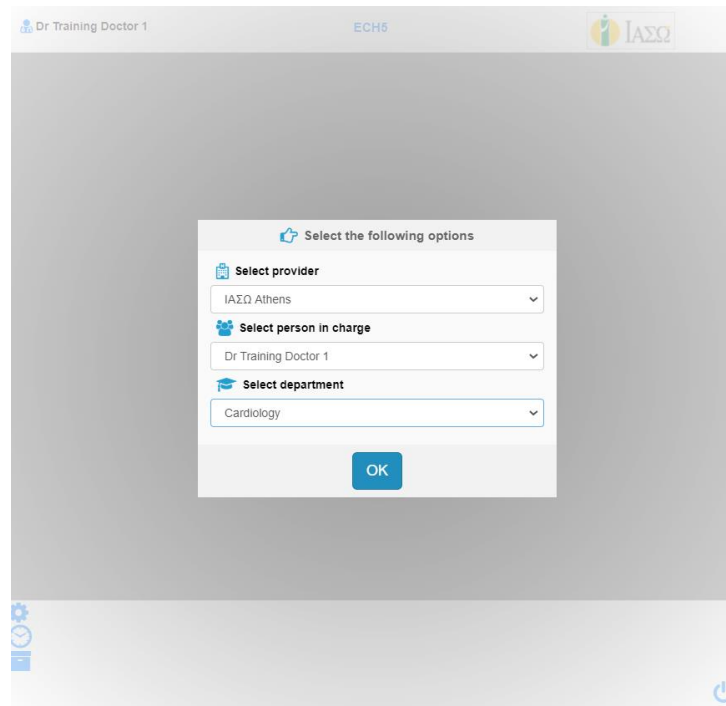 Dr Training Doctor 1
ECH5
ΙΑΣΩ
Select the following options
Select provider
ΙΑΣΩ Athens
Select person in charge
Dr Training Doctor 1
Select department
Cardiology
OK